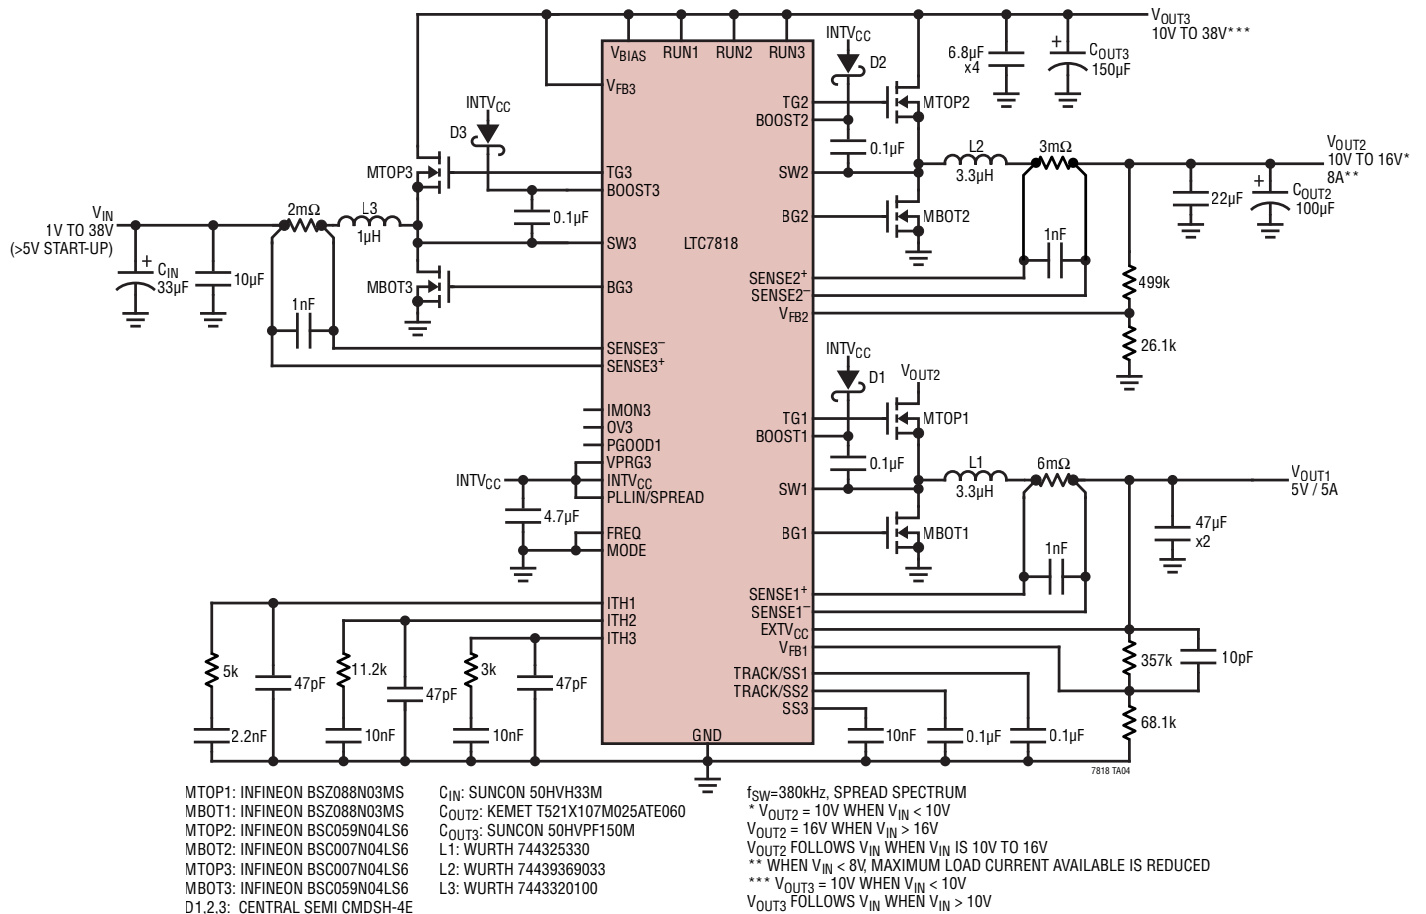 VOUT3
10V TO 38V***
INTVCC
D2
6.8µF
x4
+
COUT3
150µF
VBIAS
RUN1
RUN2
RUN3
VFB3
TG2
MTOP2
BOOST2
INTVCC
D3
0.1µF
L2
3.3µH
3mΩ
VOUT2
10V TO 16V*
8A**
MTOP3
TG3
SW2
BOOST3
22µF
+
COUT2
100µF
VIN
1V TO 38V
(>5V START-UP)
2mΩ
L3
1µH
0.1µF
BG2
MBOT2
SW3
LTC7818
1nF
+
CIN
33µF
10µF
MBOT3
BG3
SENSE2+
SENSE2–
499k
1nF
VFB2
26.1k
SENSE3–
SENSE3+
INTVCC
D1
VOUT2
IMON3
OV3
PGOOD1
VPRG3
INTVCC
INTVCC
PLLIN/SPREAD
TG1
MTOP1
BOOST1
0.1µF
L1
3.3µH
6mΩ
VOUT1
5V / 5A
SW1
4.7µF
FREQ
MODE
BG1
MBOT1
47µF
x2
1nF
ITH1
ITH2
ITH3
SENSE1+
SENSE1–
EXTVCC
VFB1
5k
47pF
11.2k
47pF
3k
47pF
357k
10pF
TRACK/SS1
TRACK/SS2
SS3
68.1k
2.2nF
10nF
10nF
GND
10nF
0.1µF
0.1µF
7818 TA04
MTOP1: INFINEON BSZ088N03MS
MBOT1: INFINEON BSZ088N03MS
MTOP2: INFINEON BSC059N04LS6
MBOT2: INFINEON BSC007N04LS6
MTOP3: INFINEON BSC007N04LS6
MBOT3: INFINEON BSC059N04LS6
D1,2,3: CENTRAL SEMI CMDSH-4E
CIN: SUNCON 50HVH33M
COUT2: KEMET T521X107M025ATE060
COUT3: SUNCON 50HVPF150M
L1: WURTH 744325330
L2: WURTH 74439369033
L3: WURTH 7443320100
fSW=380kHz, SPREAD SPECTRUM
* VOUT2 = 10V WHEN VIN < 10V
VOUT2 = 16V WHEN VIN > 16V
VOUT2 FOLLOWS VIN WHEN VIN IS 10V TO 16V
** WHEN VIN < 8V, MAXIMUM LOAD CURRENT AVAILABLE IS REDUCED
*** VOUT3 = 10V WHEN VIN < 10V
VOUT3 FOLLOWS VIN WHEN VIN > 10V